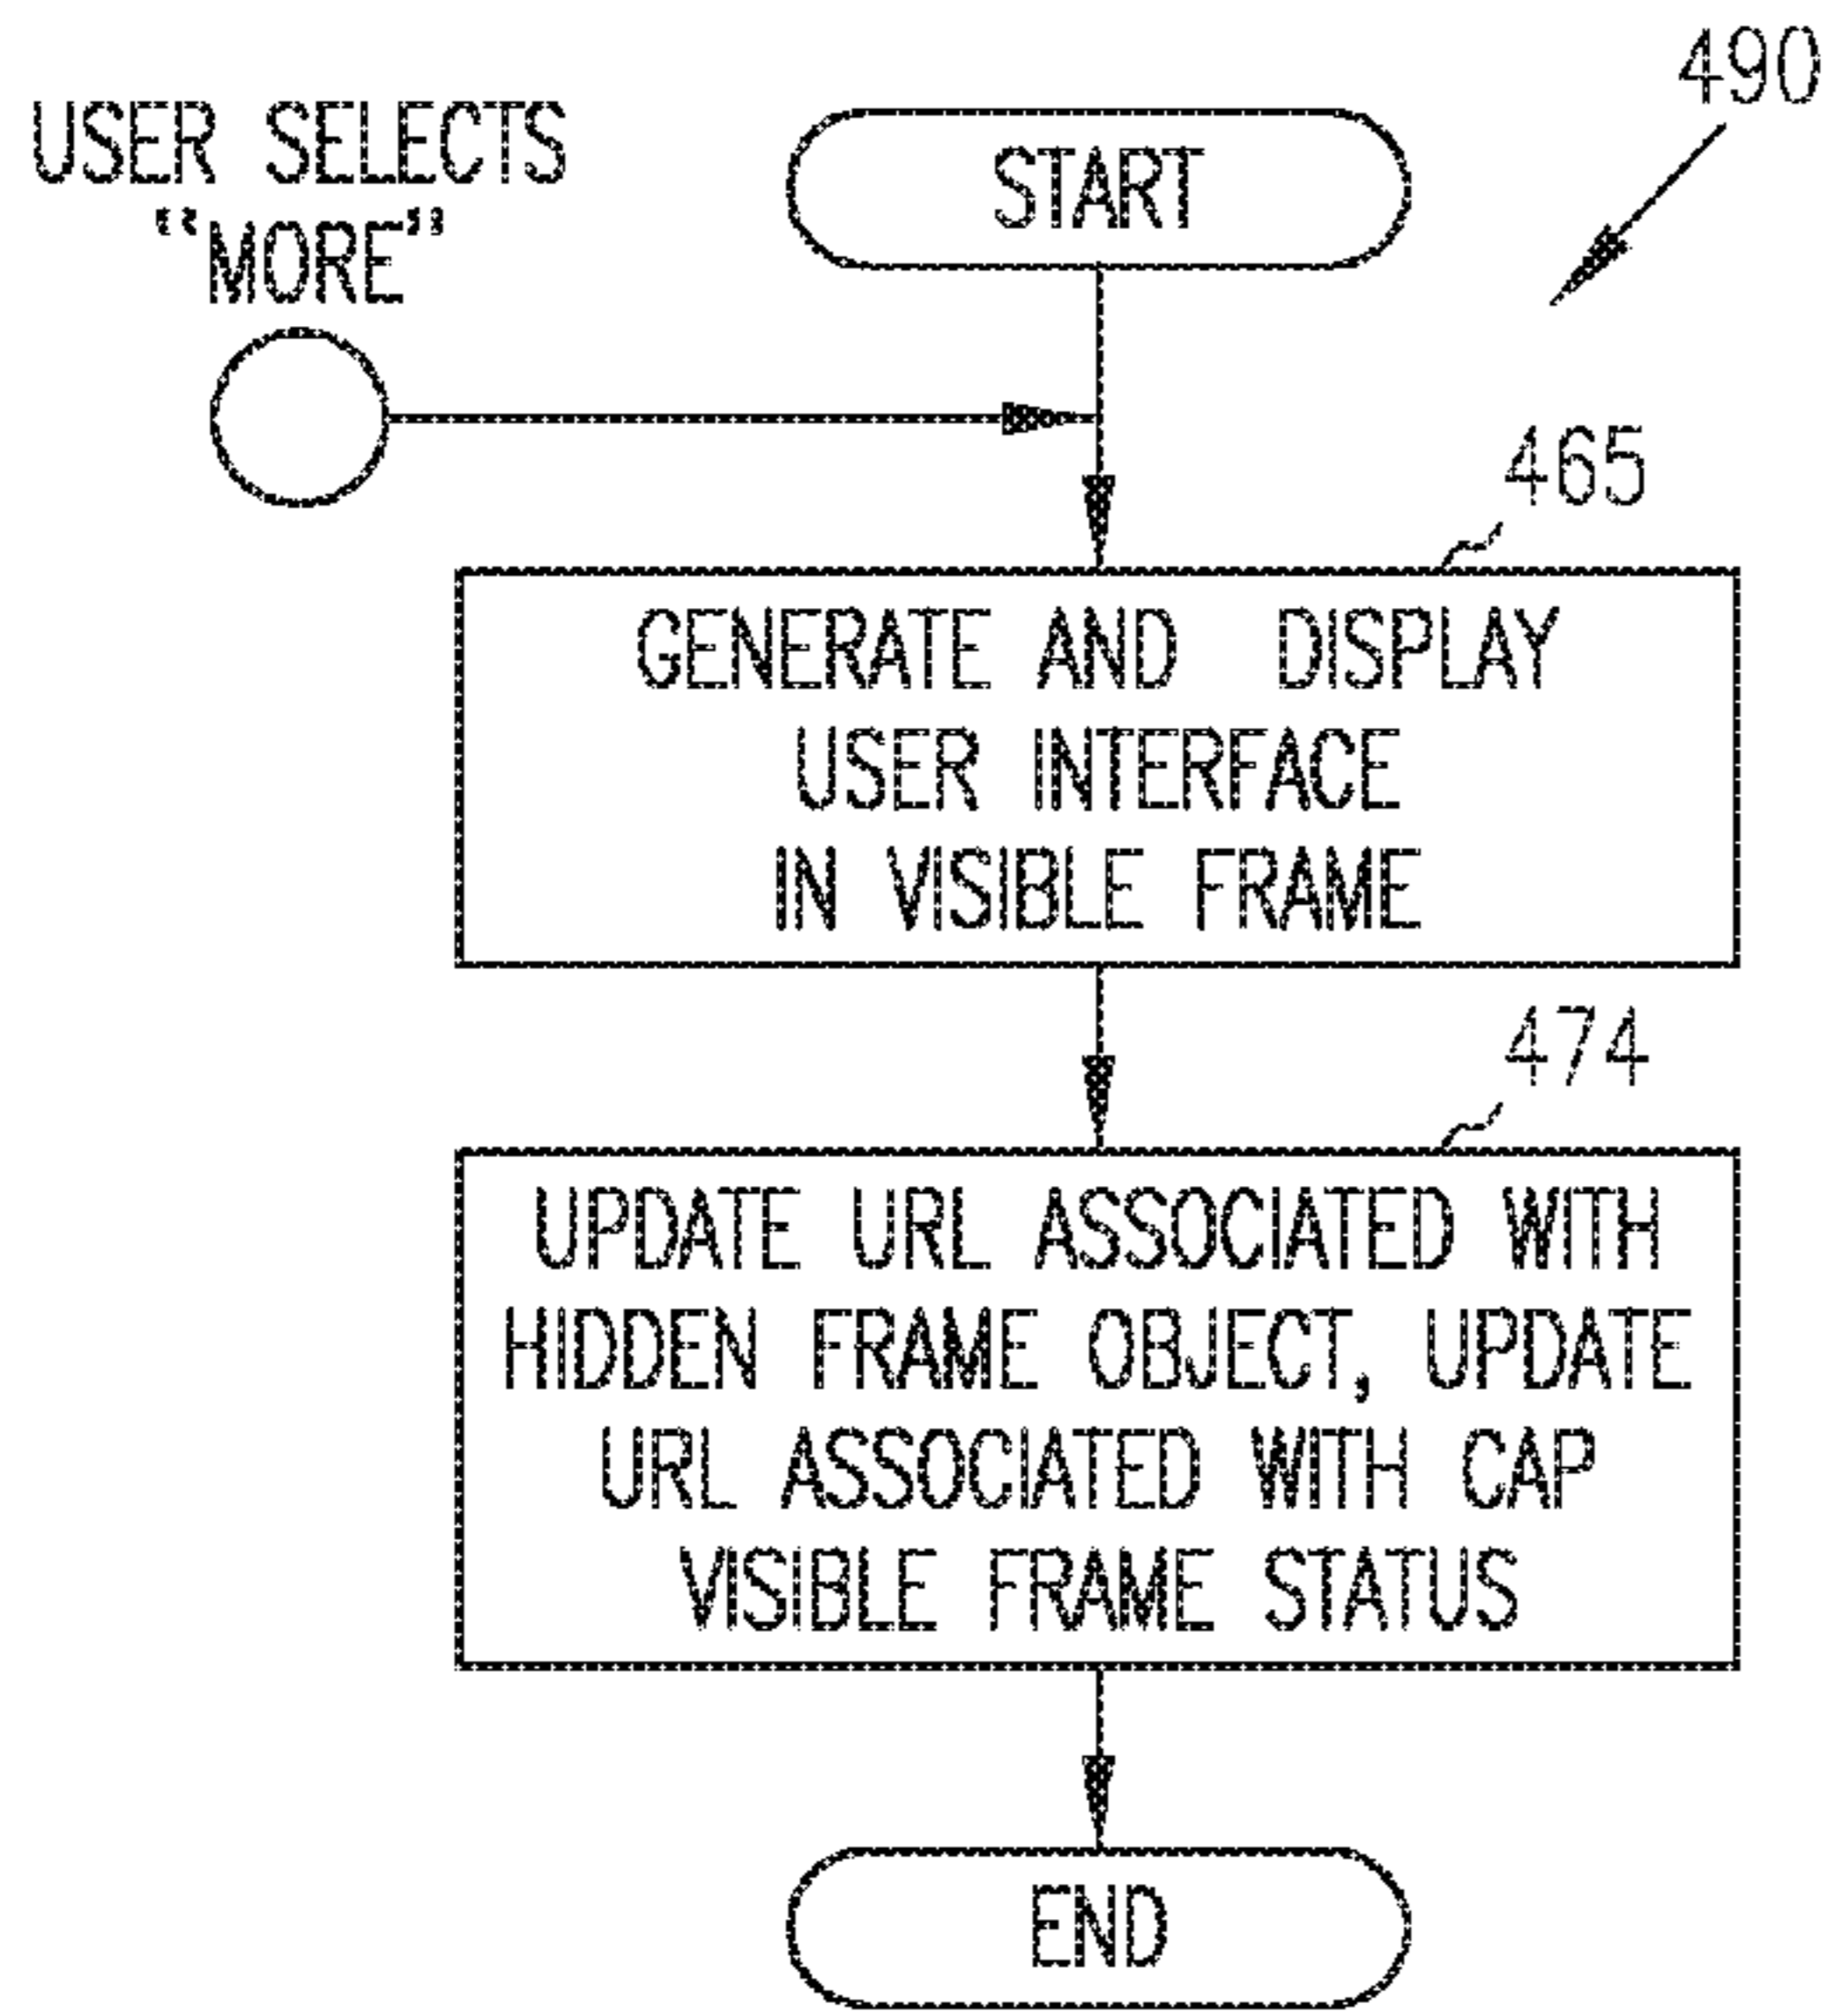 490
USER SELECTS
"MORE"
START
465
GENERATE AND DISPLAY
USER INTERFACE
IN VISIBLE FRAME
474
UPDATE URL ASSOCIATED WITH
HIDDEN FRAME OBJECT, UPDATE
URL ASSOCIATED WITH CAP
VISIBLE FRAME STATUS
END